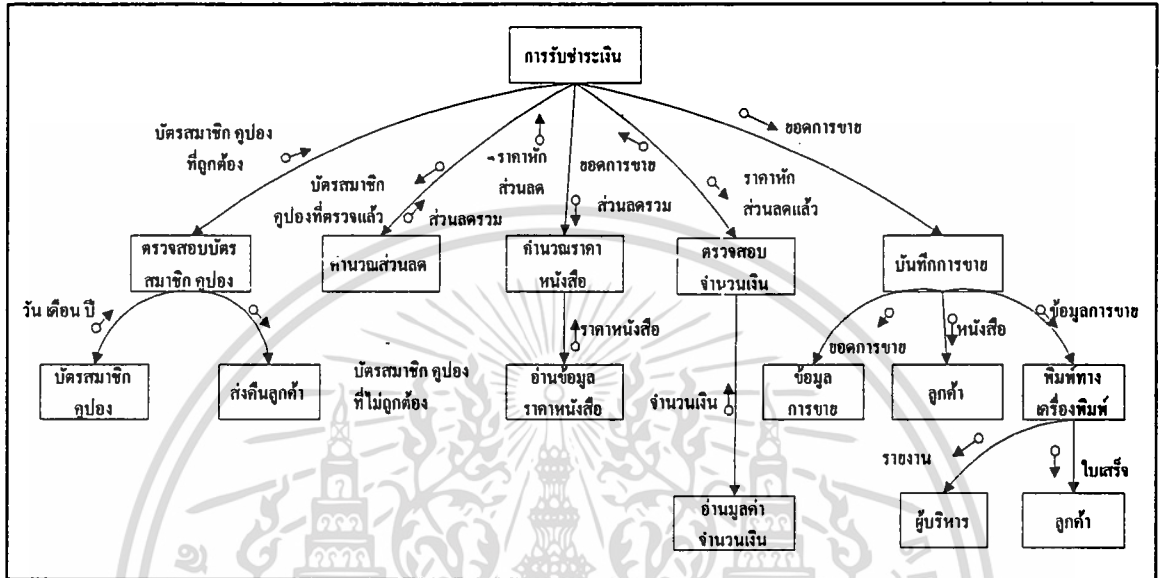 การรับชำระเงิน
บัตรสมาชิก คูปอง
ที่ถูกต้อง
บัตรสมาชิก
คูปองที่ตรวจแล้ว
ส่วนลดรวม
ราคาหัก
ส่วนลด
ยอดการขาย
ส่วนลดรวม
ราคาหัก
ส่วนลดแล้ว
ยอดการขาย
ตรวจสอบบัตร
สมาชิก คูปอง
คำนวณส่วนลด
คำนวณราคา
หนังสือ
ตรวจสอบ
จำนวนเงิน
บันทึกการขาย
วัน เดือน ปี
บัตรสมาชิก คูปอง
ที่ไม่ถูกต้อง
ราคาหนังสือ
จำนวนเงิน
ยอดการขาย
หนังสือ
ข้อมูลการขาย
บัตรสมาชิก
คูปอง
ส่งคืนลูกค้า
อ่านข้อมูล
ราคาหนังสือ
ข้อมูล
การขาย
ลูกค้า
พิมพ์ทาง
เครื่องพิมพ์
รายงาน
ใบเสร็จ
อ่านมูลค่า
จำนวนเงิน
ผู้บริหาร
ลูกค้า